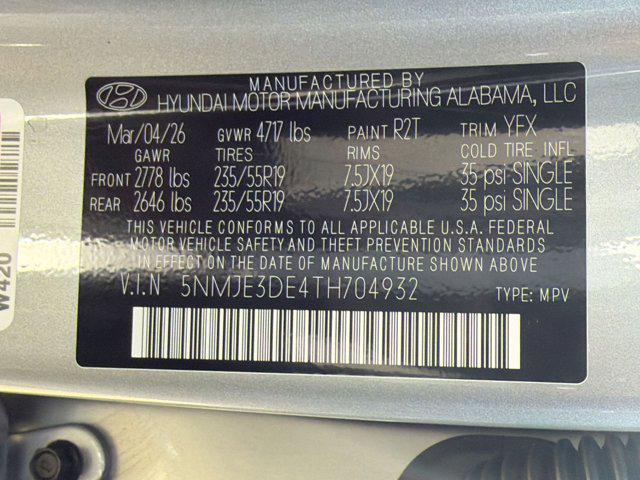 MANUFACTURED BY
HYUNDAI MOTOR MANUFACTURING ALABAMA, LLC
Mar/04/26 GVWR 4717 lbs PAINT R2T TRIM YFX
GAWR TIRES RIMS COLD TIRE INFL
FRONT 2778 lbs 235/55R19 7.5JX19 35 psi SINGLE
REAR 2646 lbs 235/55R19 7.5JX19 35 psi SINGLE
THIS VEHICLE CONFORMS TO ALL APPLICABLE U.S.A. FEDERAL
MOTOR VEHICLE SAFETY AND THEFT PREVENTION STANDARDS
IN EFFECT ON THE DATE OF MANUFACTURE SHOWN ABOVE
V.I.N 5NMJE3DE4TH704932 TYPE: MPV
W420